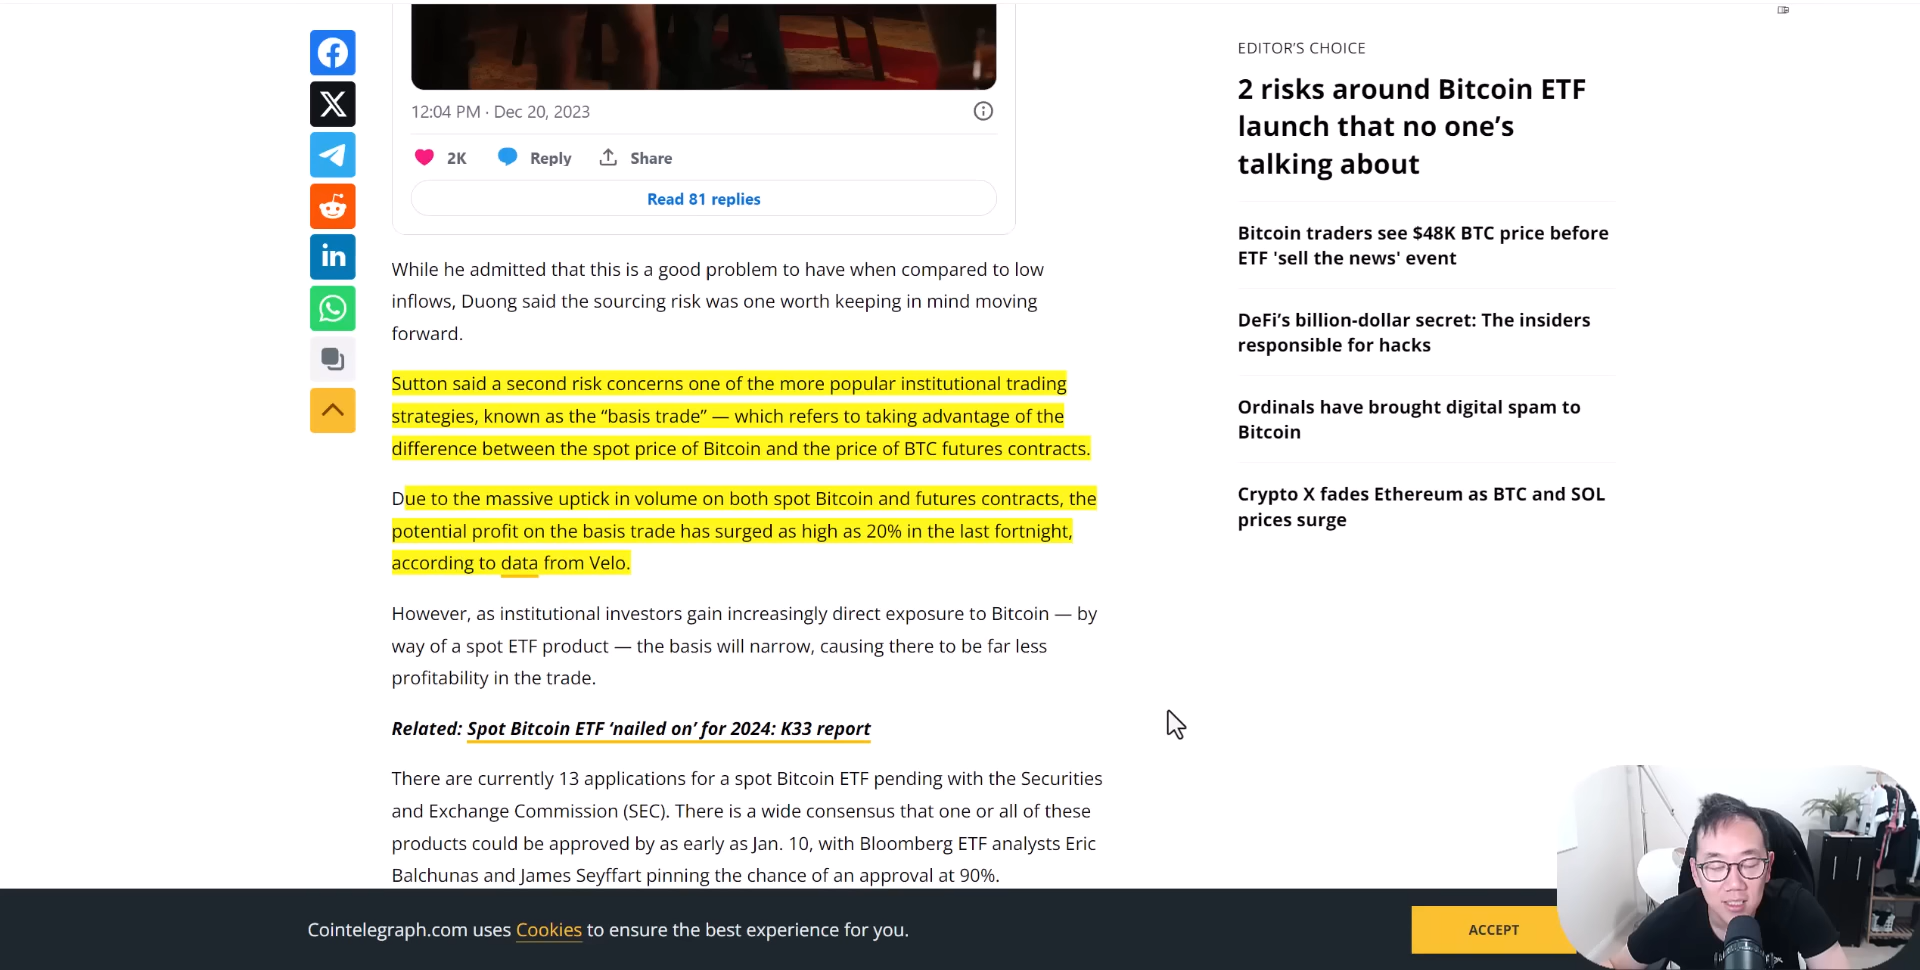 12:04 PM · Dec 20, 2023
2K
Reply
Share
Read 81 replies
While he admitted that this is a good problem to have when compared to low
inflows, Duong said the sourcing risk was one worth keeping in mind moving
forward.
Sutton said a second risk concerns one of the more popular institutional trading
strategies, known as the “basis trade” — which refers to taking advantage of the
difference between the spot price of Bitcoin and the price of BTC futures contracts.
Due to the massive uptick in volume on both spot Bitcoin and futures contracts, the
potential profit on the basis trade has surged as high as 20% in the last fortnight,
according to data from Velo.
However, as institutional investors gain increasingly direct exposure to Bitcoin — by
way of a spot ETF product — the basis will narrow, causing there to be far less
profitability in the trade.
Related: Spot Bitcoin ETF ‘nailed on’ for 2024: K33 report
There are currently 13 applications for a spot Bitcoin ETF pending with the Securities
and Exchange Commission (SEC). There is a wide consensus that one or all of these
products could be approved by as early as Jan. 10, with Bloomberg ETF analysts Eric
Balchunas and James Seyffart pinning the chance of an approval at 90%.
EDITOR’S CHOICE
2 risks around Bitcoin ETF
launch that no one’s
talking about
Bitcoin traders see $48K BTC price before
ETF 'sell the news' event
DeFi’s billion-dollar secret: The insiders
responsible for hacks
Ordinals have brought digital spam to
Bitcoin
Crypto X fades Ethereum as BTC and SOL
prices surge
Cointelegraph.com uses Cookies to ensure the best experience for you.
ACCEPT